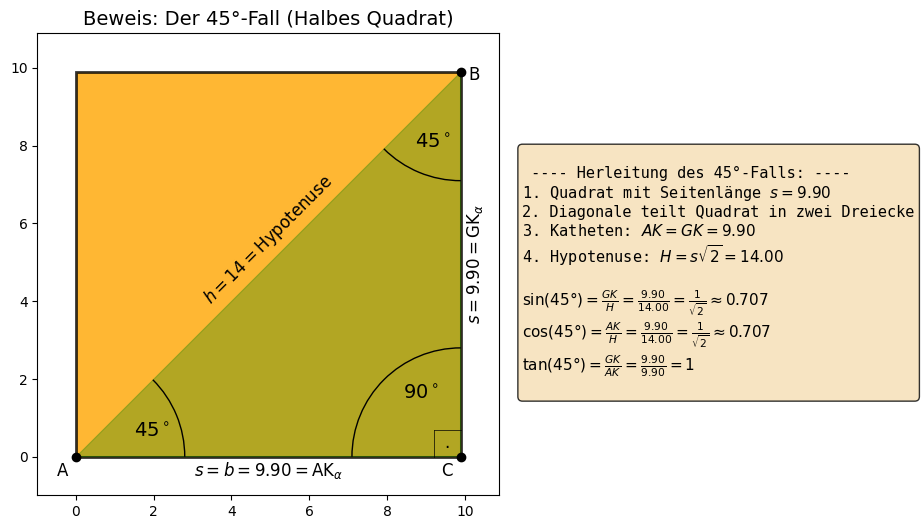 Beweis: Der 45°-Fall (Halbes Quadrat)
10
8
6
4
2
0
0
2
4
6
8
10
B
45°
h = 14 = Hypotenuse
s = 9.90 = GKα
90°
45°
.
A
s = b = 9.90 = AKα
C
---- Herleitung des 45°-Falls: ----
1. Quadrat mit Seitenlänge s = 9.90
2. Diagonale teilt Quadrat in zwei Dreiecke
3. Katheten: AK = GK = 9.90
4. Hypotenuse: H = s√2 = 14.00
sin(45°) = GK/H = 9.90/14.00 = 1/√2 ≈ 0.707
cos(45°) = AK/H = 9.90/14.00 = 1/√2 ≈ 0.707
tan(45°) = GK/AK = 9.90/9.90 = 1